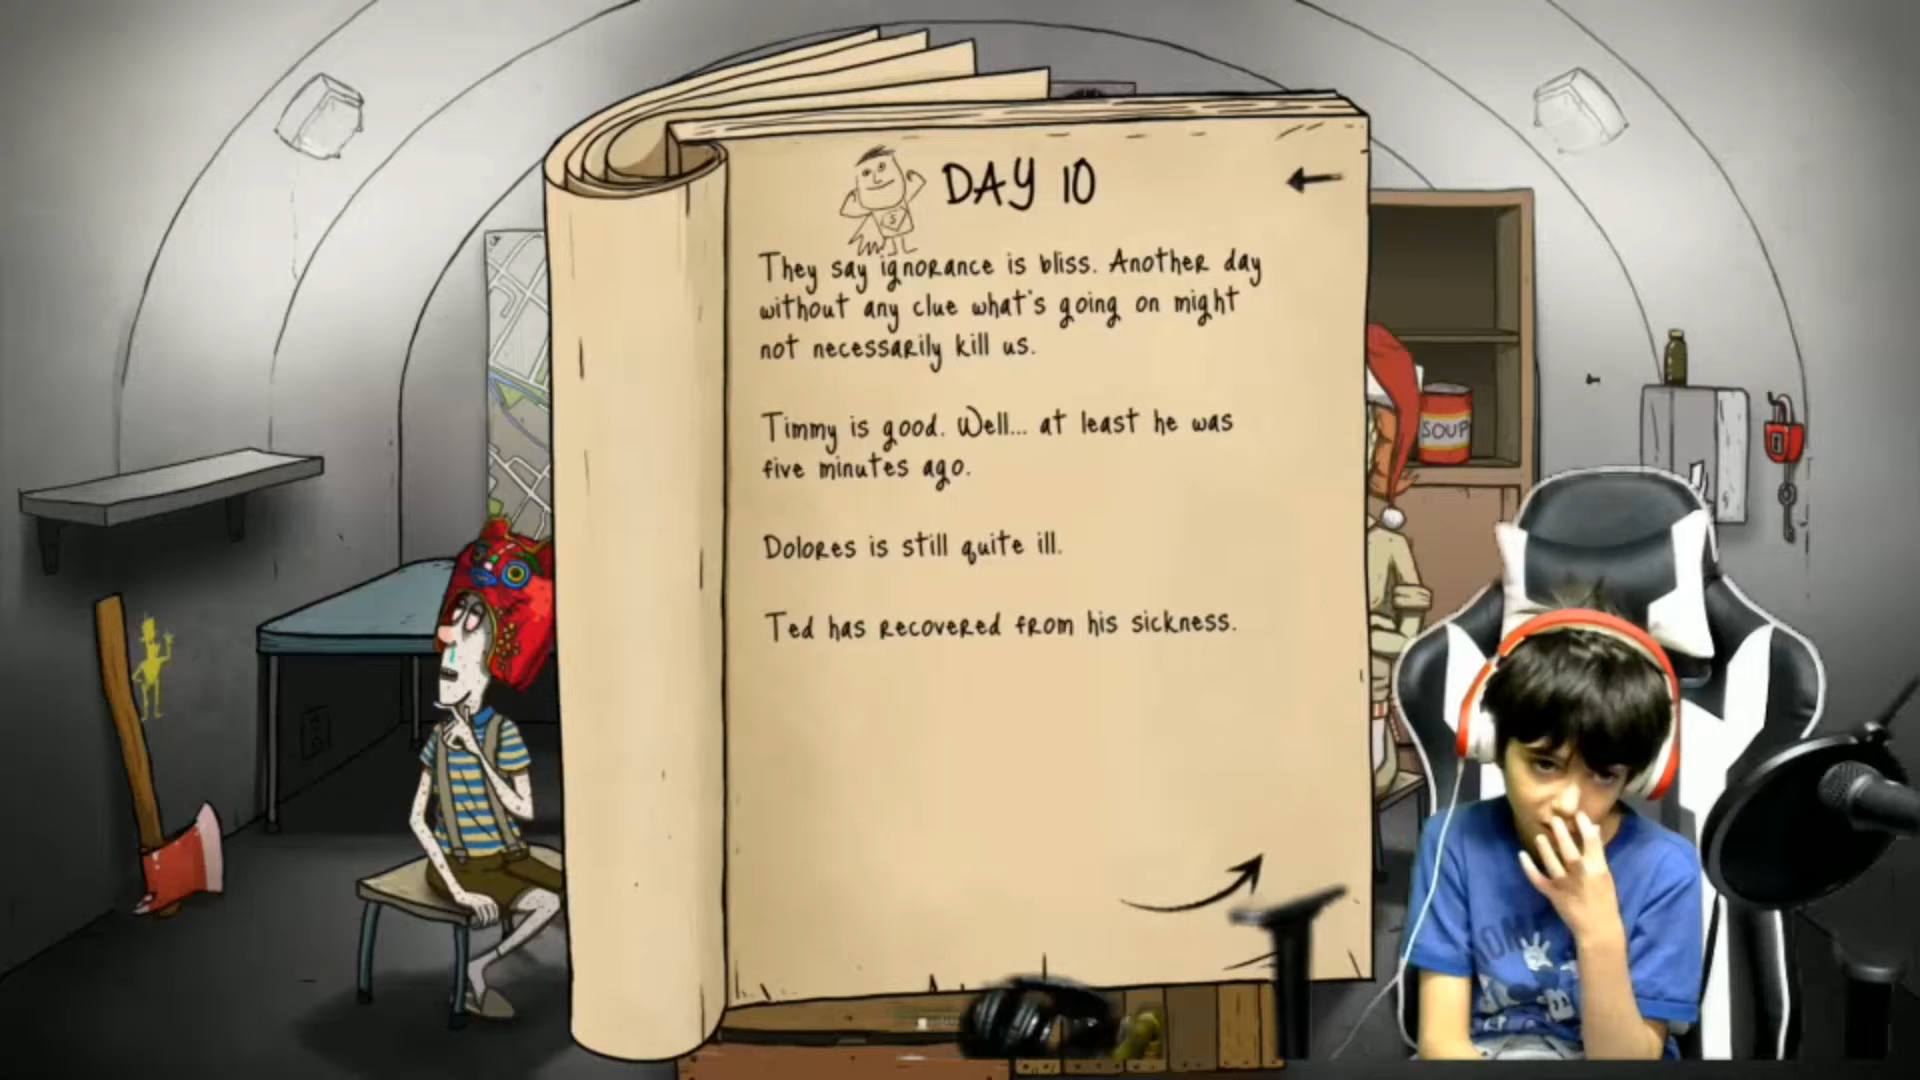 DAY 10
They say ignorance is bliss. Another day
without any clue what's going on might
not necessarily kill us.
Timmy is good. Well... at least he was
five minutes ago.
Dolores is still quite ill.
Ted has recovered from his sickness.
SOUP